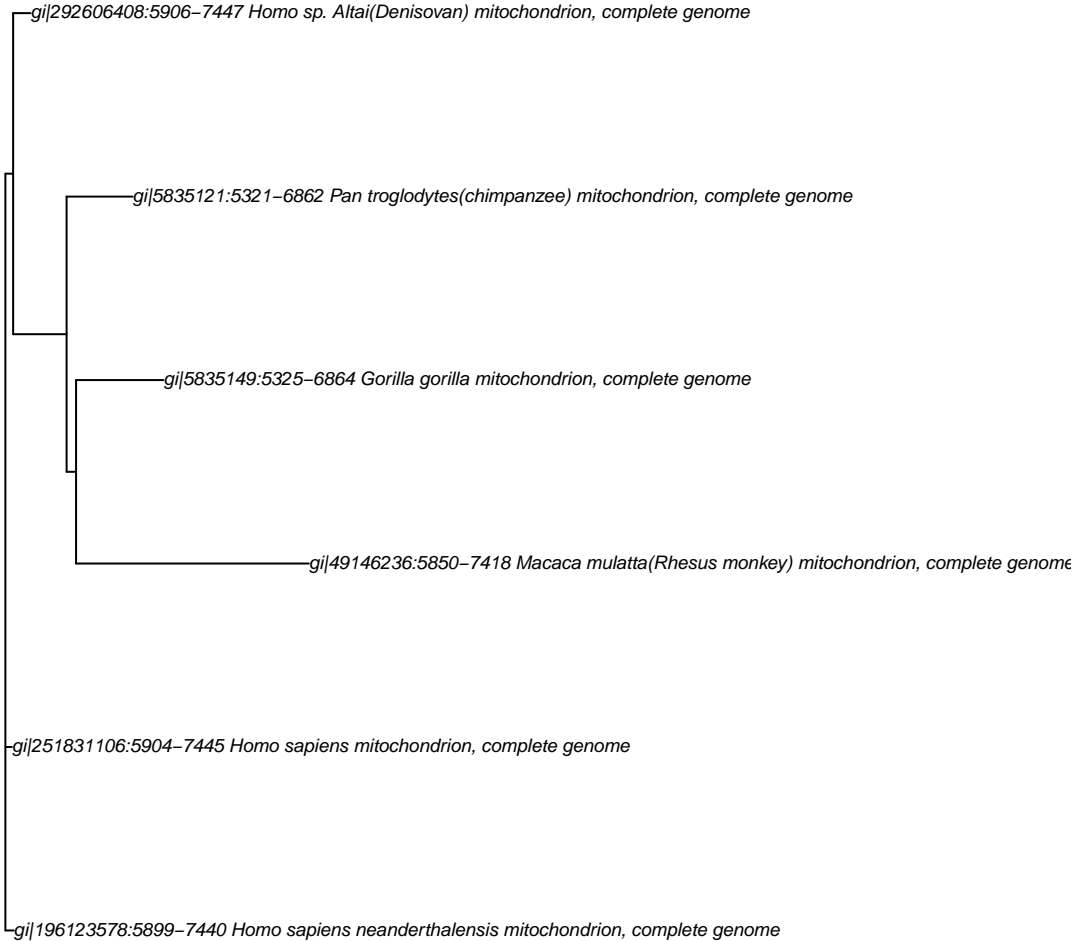 gi|292606408:5906−7447 Homo sp. Altai(Denisovan) mitochondrion, complete genome
gi|5835121:5321−6862 Pan troglodytes(chimpanzee) mitochondrion, complete genome
gi|5835149:5325−6864 Gorilla gorilla mitochondrion, complete genome
gi|49146236:5850−7418 Macaca mulatta(Rhesus monkey) mitochondrion, complete genome
gi|251831106:5904−7445 Homo sapiens mitochondrion, complete genome
gi|196123578:5899−7440 Homo sapiens neanderthalensis mitochondrion, complete genome